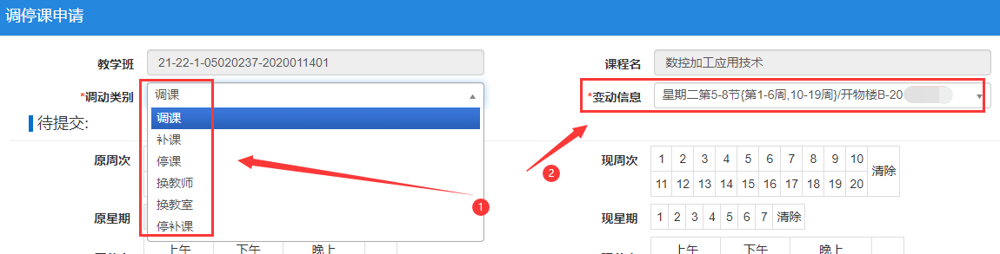 调停课申请
教学班 21-22-1-05020237-2020011401 课程名 数控加工应用技术
*调动类别 调课 *变动信息 星期二第5-8节{第1-6周,10-19周}/开物楼B-20
调课
待提交:
补课
停课
原周次 现周次 1 2 3 4 5 6 7 8 9 10 清除
换教师
11 12 13 14 15 16 17 18 19 20
换教室
1 2
原星期 现星期 1 2 3 4 5 6 7 清除
停补课
上午 下午 晚上 上午 下午 晚上